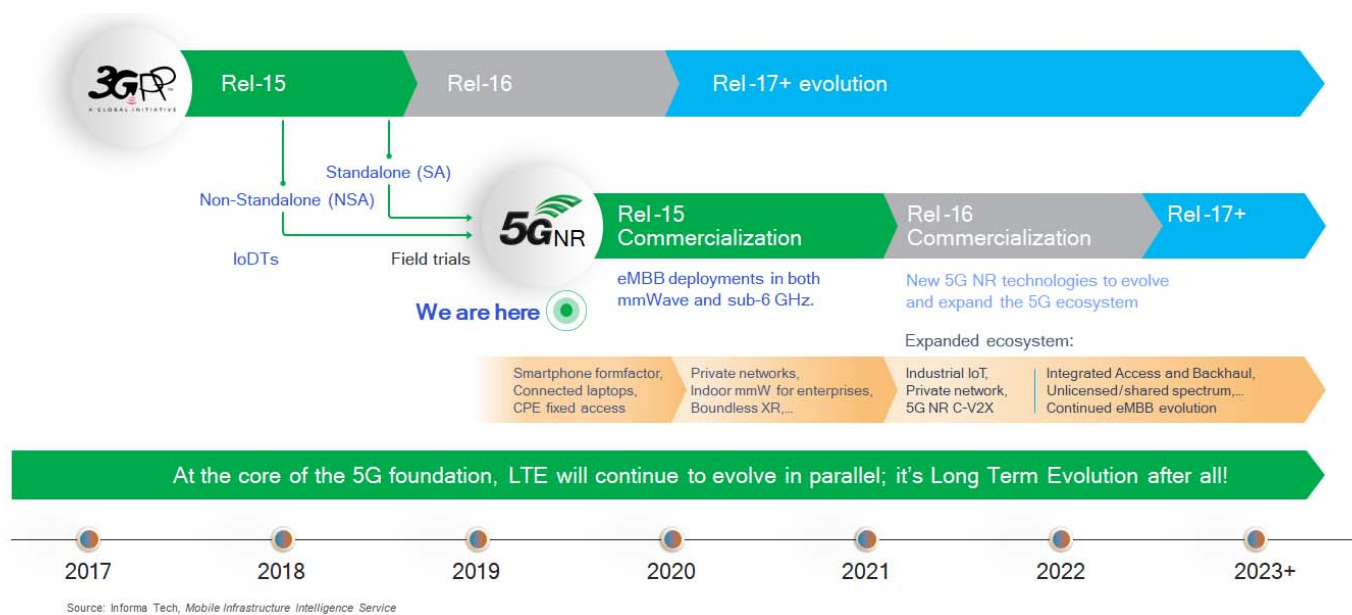 3GPP
A GLOBAL INITIATIVE
Rel-15
Rel-16
Rel-17+ evolution
Standalone (SA)
Non-Standalone (NSA)
IoDTs
Field trials
5G NR
Rel-15
Commercialization
Rel-16
Commercialization
Rel-17+
eMBB deployments in both
mmWave and sub-6 GHz.
New 5G NR technologies to evolve
and expand the 5G ecosystem
We are here
Expanded ecosystem:
Smartphone formfactor,
Connected laptops,
CPE fixed access
Private networks,
Indoor mmW for enterprises,
Boundless XR,...
Industrial IoT,
Private network,
5G NR C-V2X
Integrated Access and Backhaul,
Unlicensed/shared spectrum,...
Continued eMBB evolution
At the core of the 5G foundation, LTE will continue to evolve in parallel; it's Long Term Evolution after all!
2017
2018
2019
2020
2021
2022
2023+
Source: Informa Tech, Mobile Infrastructure Intelligence Service